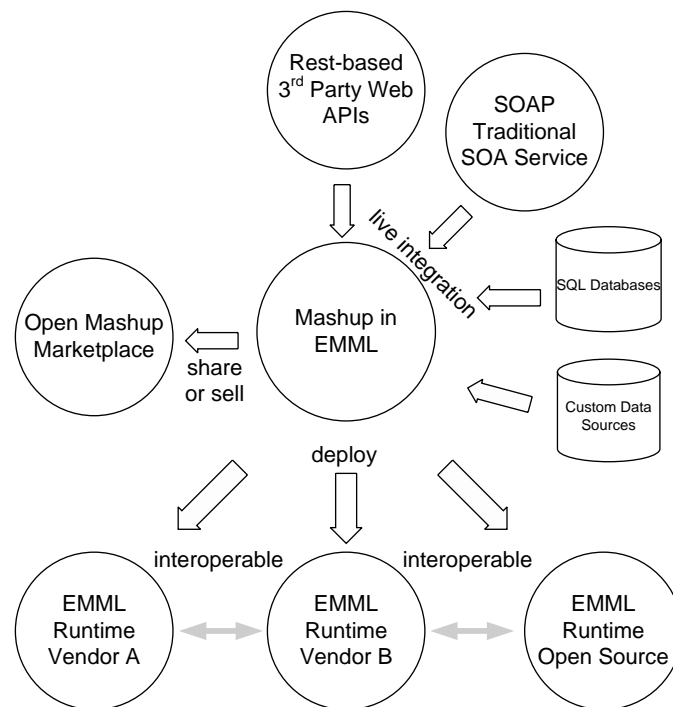 Rest-based
3rd Party Web
APIs
SOAP
Traditional
SOA Service
live integration
SQL Databases
Mashup in
EMML
Open Mashup
Marketplace
share
or sell
Custom Data
Sources
deploy
interoperable
interoperable
EMML
Runtime
Vendor A
EMML
Runtime
Vendor B
EMML
Runtime
Open Source